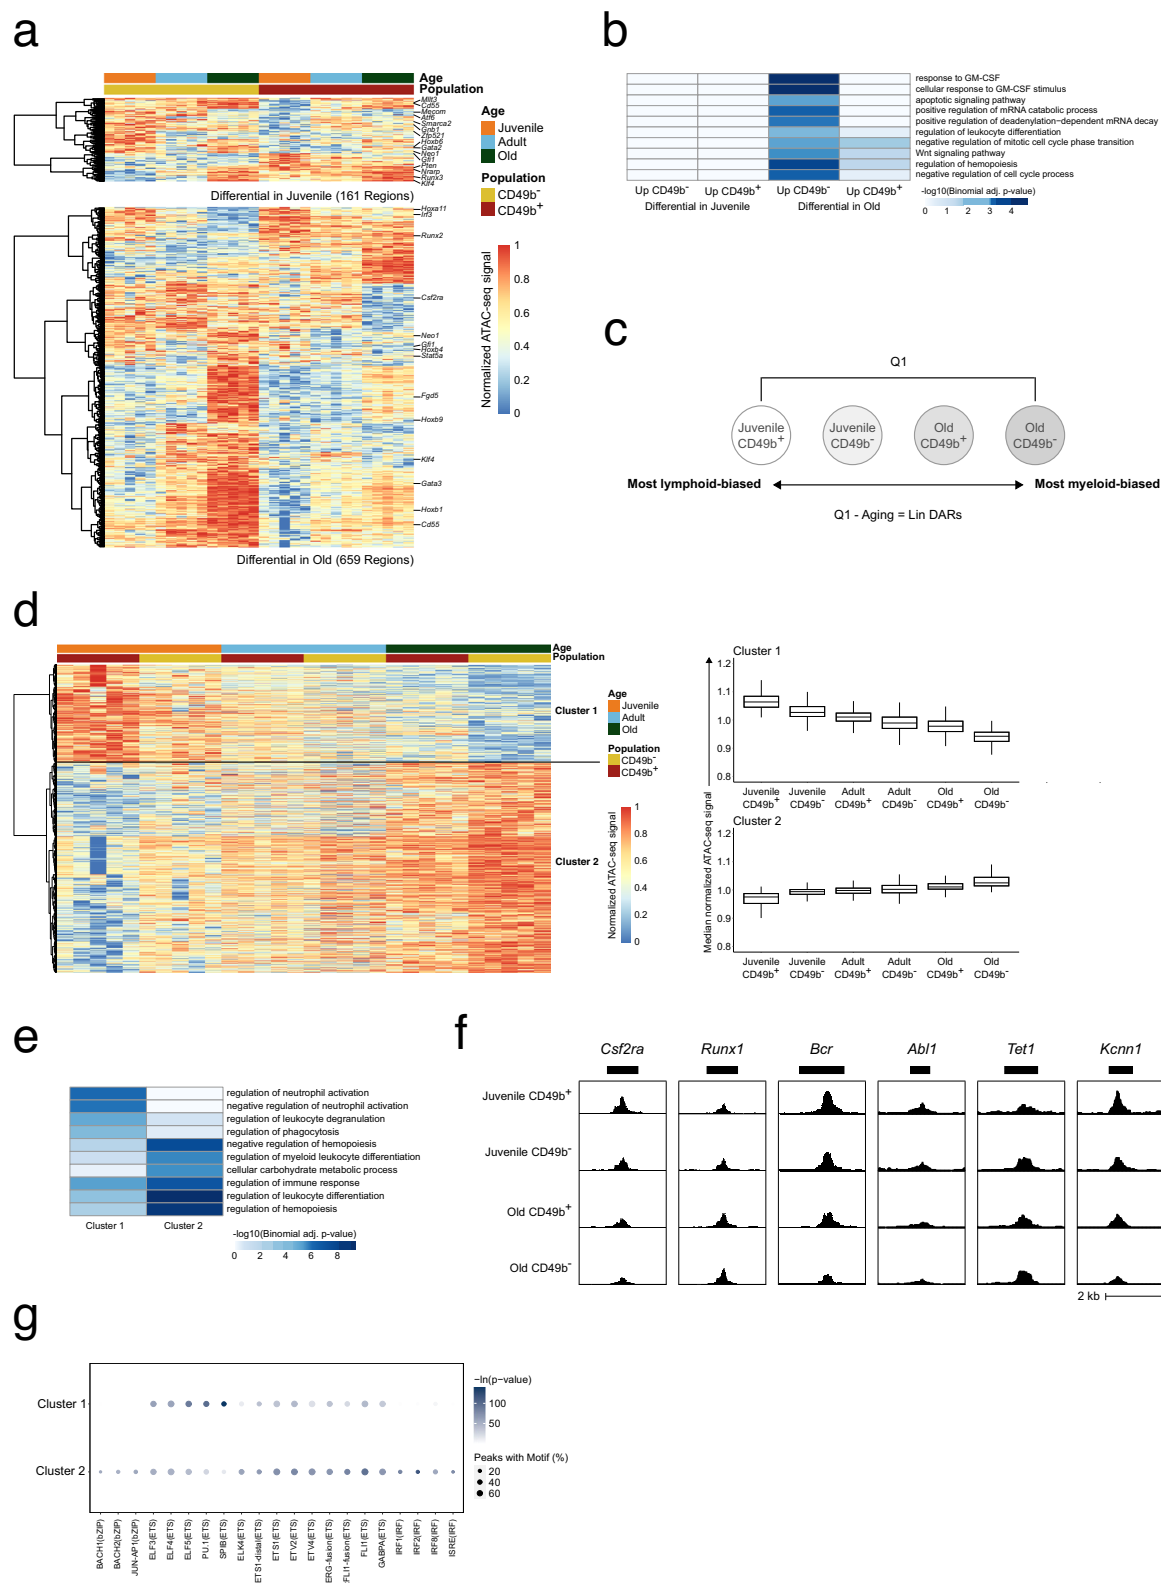 a
Age
Population
Mllt3
Cd55
Mecom
Atf6
Smarca2
Gnb1
Zfp521
Hoxb6
Gata2
Neo1
Gfi1
Pten
Nrarp
Runx3
Klf4
Differential in Juvenile (161 Regions)
Hoxa11
Irf3
Runx2
Csf2ra
Neo1
Gfi1
Hoxb4
Stat5a
Fgd5
Hoxb9
Klf4
Gata3
Hoxb1
Cd55
Differential in Old (659 Regions)
Age
Juvenile
Adult
Old
Population
CD49b-
CD49b+
Normalized ATAC-seq signal
1
0.8
0.6
0.4
0.2
0
b
response to GM-CSF
cellular response to GM-CSF stimulus
apoptotic signaling pathway
positive regulation of mRNA catabolic process
positive regulation of deadenylation-dependent mRNA decay
regulation of leukocyte differentiation
negative regulation of mitotic cell cycle phase transition
Wnt signaling pathway
regulation of hemopoiesis
negative regulation of cell cycle process
Up CD49b- Up CD49b+ Up CD49b- Up CD49b+
Differential in Juvenile Differential in Old
-log10(Binomial adj. p-value)
0 1 2 3 4
c
Q1
Juvenile CD49b+
Juvenile CD49b-
Old CD49b+
Old CD49b-
Most lymphoid-biased
Most myeloid-biased
Q1 - Aging = Lin DARs
d
Age
Population
Cluster 1
Cluster 2
Age
Juvenile
Adult
Old
Population
CD49b-
CD49b+
Normalized ATAC-seq signal
1
0.8
0.6
0.4
0.2
0
Median normalized ATAC-seq signal
Cluster 1
1.2
1.1
1.0
0.9
0.8
Juvenile CD49b+
Juvenile CD49b-
Adult CD49b+
Adult CD49b-
Old CD49b+
Old CD49b-
Cluster 2
1.2
1.1
1.0
0.9
0.8
Juvenile CD49b+
Juvenile CD49b-
Adult CD49b+
Adult CD49b-
Old CD49b+
Old CD49b-
e
regulation of neutrophil activation
negative regulation of neutrophil activation
regulation of leukocyte degranulation
regulation of phagocytosis
negative regulation of hemopoiesis
regulation of myeloid leukocyte differentiation
cellular carbohydrate metabolic process
regulation of immune response
regulation of leukocyte differentiation
regulation of hemopoiesis
Cluster 1 Cluster 2
-log10(Binomial adj. p-value)
0 2 4 6 8
f
Csf2ra Runx1 Bcr Abl1 Tet1 Kcnn1
Juvenile CD49b+
Juvenile CD49b-
Old CD49b+
Old CD49b-
2 kb
g
Cluster 1
Cluster 2
BACH1(bZIP)
BACH2(bZIP)
JUN-AP1(bZIP)
ELF3(ETS)
ELF4(ETS)
ELF5(ETS)
PU.1(ETS)
SPIB(ETS)
ELK4(ETS)
ETS1-distal(ETS)
ETS1(ETS)
ETV2(ETS)
ETV4(ETS)
ERG-fusion(ETS)
:FLI1-fusion(ETS)
FLI1(ETS)
GABPA(ETS)
IRF1(IRF)
IRF2(IRF)
IRF8(IRF)
ISRE(IRF)
-ln(p-value)
100
50
Peaks with Motif (%)
20
40
60